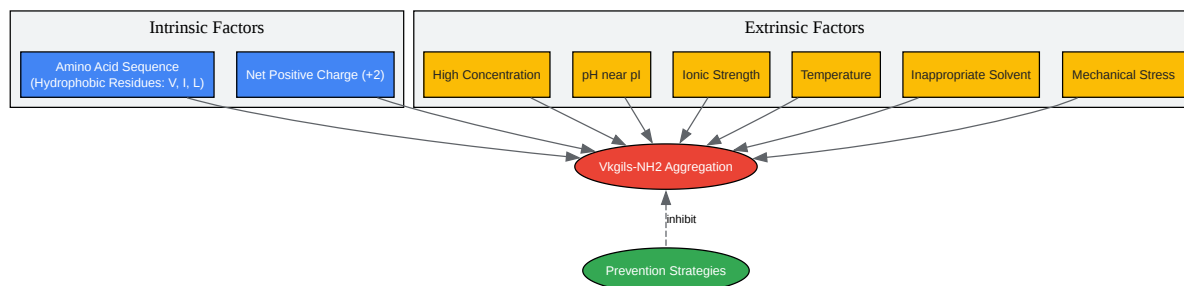 Intrinsic Factors
Extrinsic Factors
Amino Acid Sequence
(Hydrophobic Residues: V, I, L)
Net Positive Charge (+2)
High Concentration
pH near pI
Ionic Strength
Temperature
Inappropriate Solvent
Mechanical Stress
Vkgils-NH2 Aggregation
inhibit
Prevention Strategies